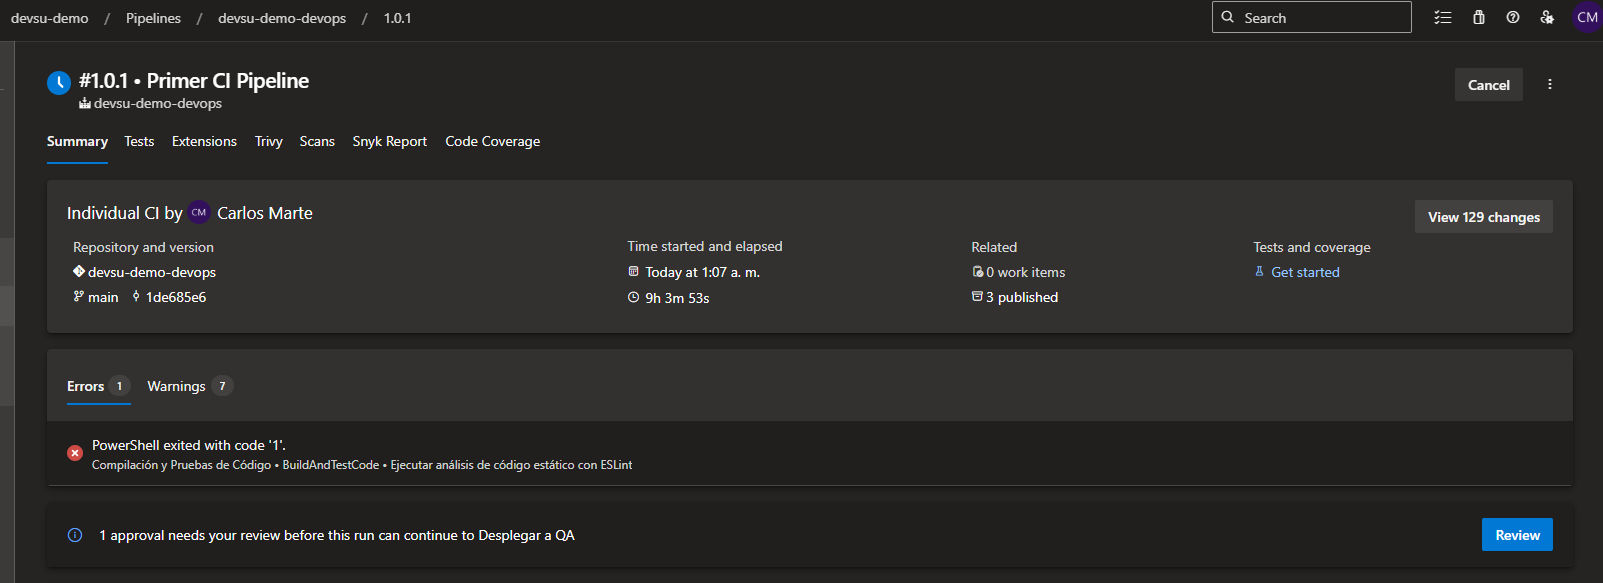 devsu-demo / Pipelines / devsu-demo-devops / 1.0.1
Search
CM
#1.0.1 • Primer CI Pipeline
devsu-demo-devops
Cancel
Summary Tests Extensions Trivy Scans Snyk Report Code Coverage
Individual CI by CM Carlos Marte
View 129 changes
Repository and version
devsu-demo-devops
main 1de685e6
Time started and elapsed
Today at 1:07 a. m.
9h 3m 53s
Related
0 work items
3 published
Tests and coverage
Get started
Errors 1 Warnings 7
PowerShell exited with code '1'.
Compilación y Pruebas de Código • BuildAndTestCode • Ejecutar análisis de código estático con ESLint
1 approval needs your review before this run can continue to Desplegar a QA
Review